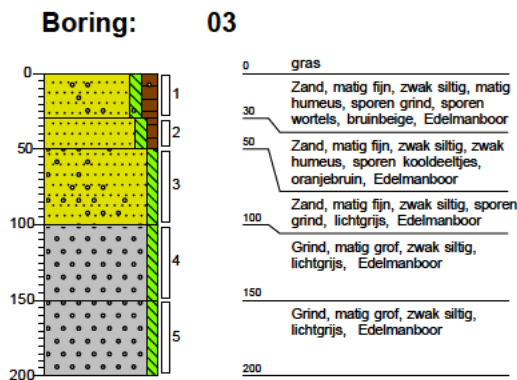 Boring: 03
0
50
100
150
200
1
2
3
4
5
0 gras
Zand, matig fijn, zwak siltig, matig
humeus, sporen grind, sporen
30 wortels, bruinbeige, Edelmanboor
Zand, matig fijn, zwak siltig, zwak
50 humeus, sporen kooldeeltjes,
oranjebruin, Edelmanboor
Zand, matig fijn, zwak siltig, sporen
100 grind, lichtgrijs, Edelmanboor
Grind, matig grof, zwak siltig,
lichtgrijs, Edelmanboor
150
Grind, matig grof, zwak siltig,
lichtgrijs, Edelmanboor
200